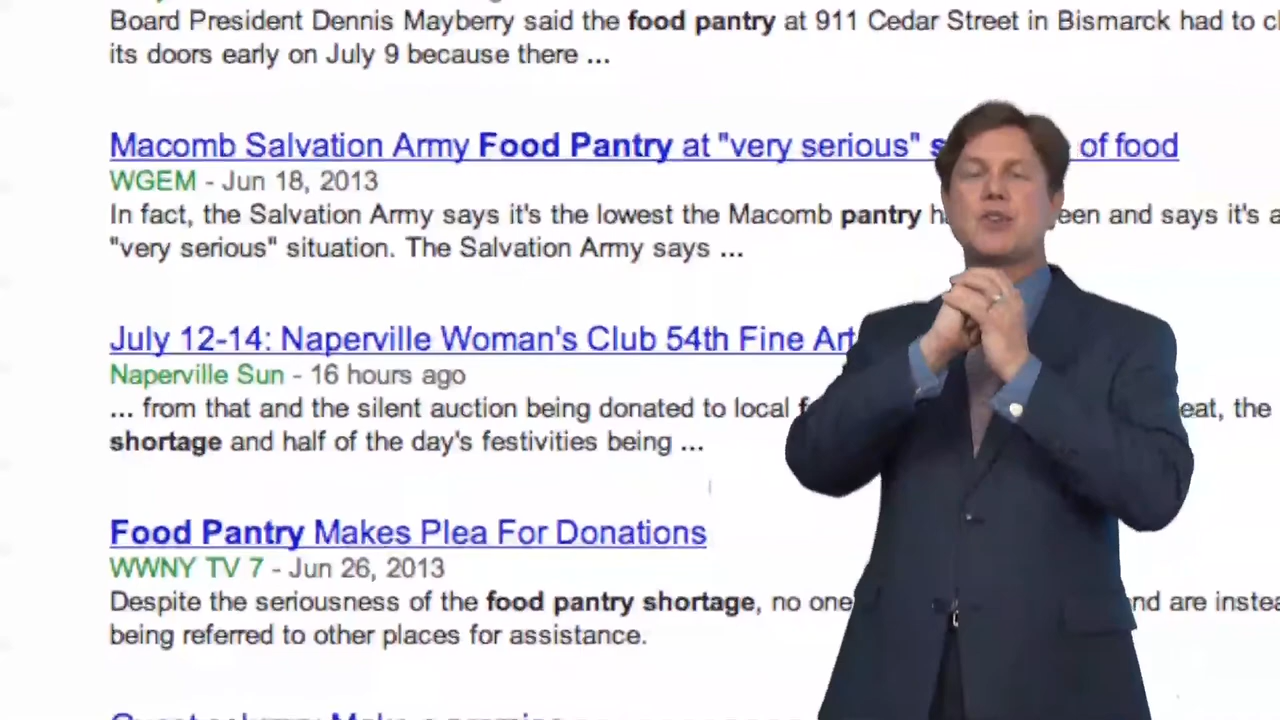 Board President Dennis Mayberry said the food pantry at 911 Cedar Street in Bismarck had to
its doors early on July 9 because there ...
Macomb Salvation Army Food Pantry at "very serious" of food
WGEM - Jun 18, 2013
In fact, the Salvation Army says it's the lowest the Macomb pantry and says it's
"very serious" situation. The Salvation Army says ...
July 12-14: Naperville Woman's Club 54th Fine Art
Naperville Sun - 16 hours ago
... from that and the silent auction being donated to local the
shortage and half of the day's festivities being ...
Food Pantry Makes Plea For Donations
WWNY TV 7 - Jun 26, 2013
Despite the seriousness of the food pantry shortage, no one and are
being referred to other places for assistance.